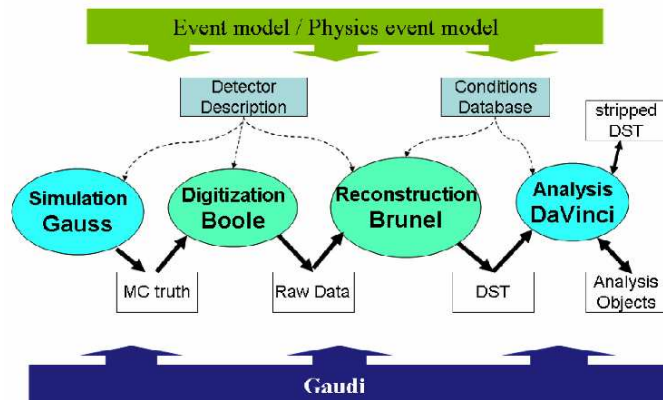 Event model / Physics event model
Detector
Description
Conditions
Database
stripped
DST
Simulation
Gauss
Digitization
Boole
Reconstruction
Brunel
Analysis
DaVinci
MC truth
Raw Data
DST
Analysis
Objects
Gaudi